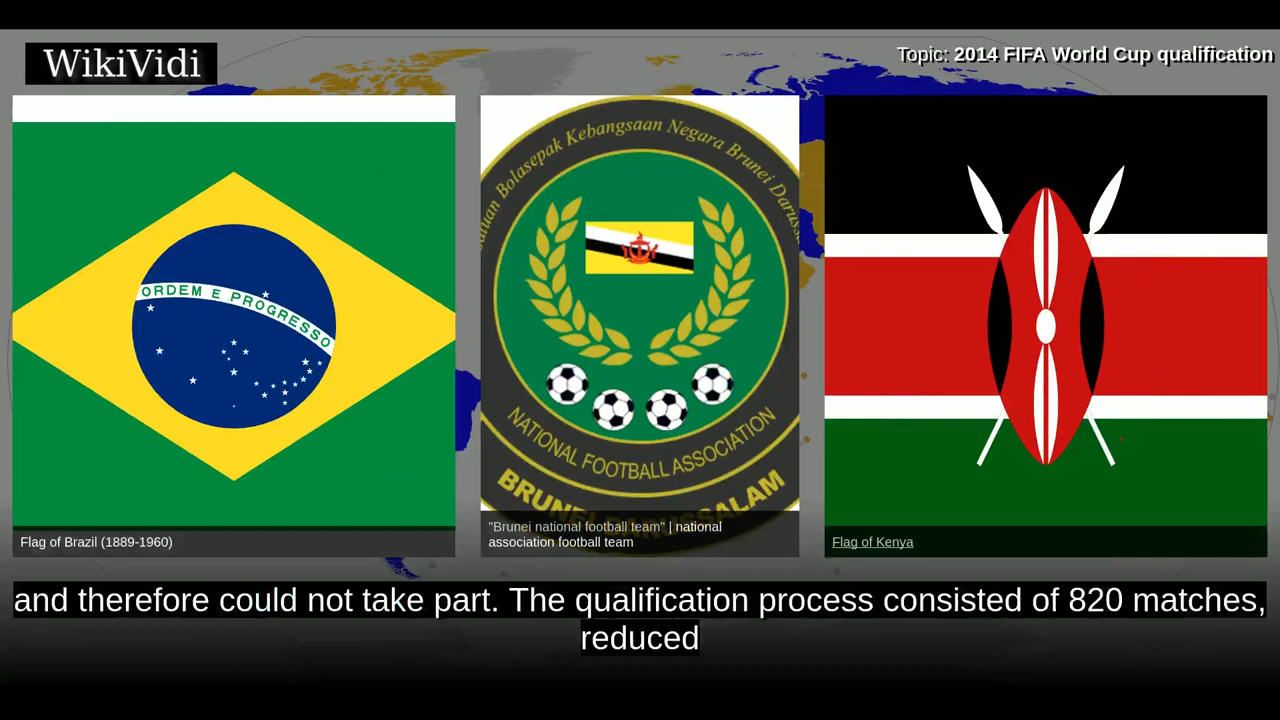 WikiVidi
Topic: 2014 FIFA World Cup qualification
ORDEM E PROGRESSO
Bolasepak Kebangsaan Negara Brunei
NATIONAL FOOTBALL ASSOCIATION
Flag of Brazil (1889-1960)
"Brunei national football team" | national
association football team
Flag of Kenya
and therefore could not take part. The qualification process consisted of 820 matches,
reduced